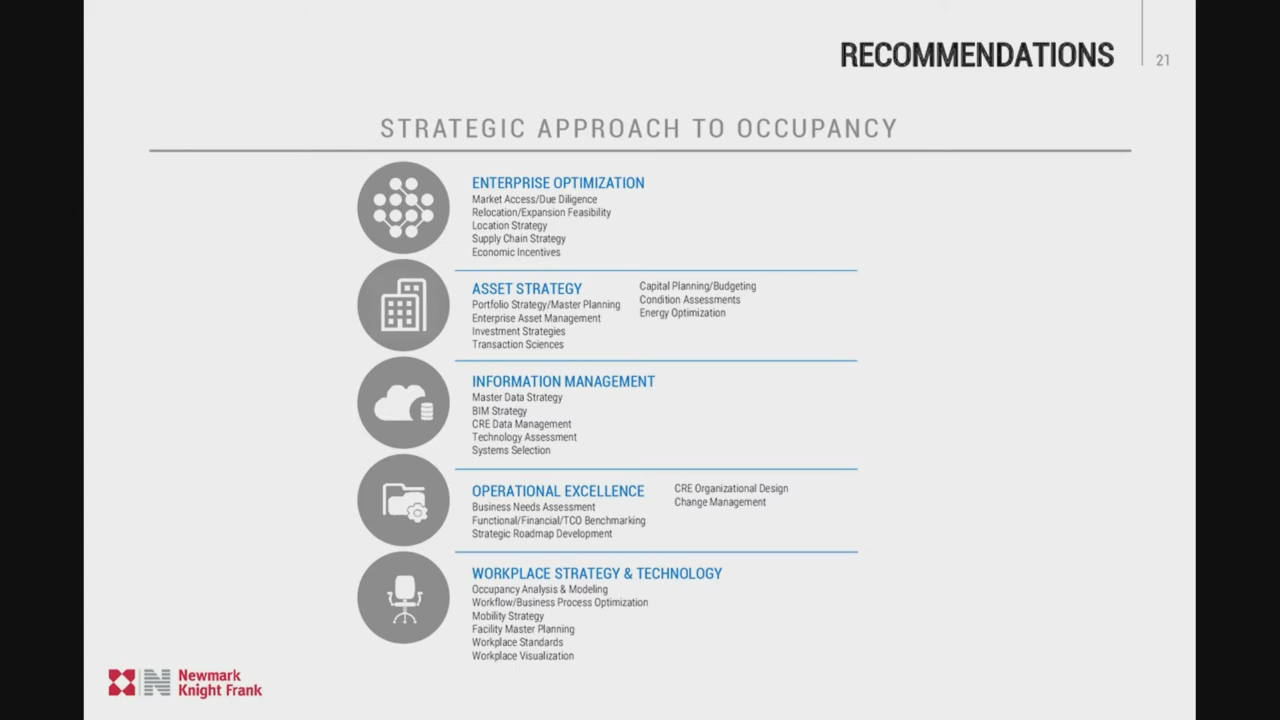 RECOMMENDATIONS
21
STRATEGIC APPROACH TO OCCUPANCY
ENTERPRISE OPTIMIZATION
Market Access/Due Diligence
Relocation/Expansion Feasibility
Location Strategy
Supply Chain Strategy
Economic Incentives
ASSET STRATEGY
Portfolio Strategy/Master Planning
Enterprise Asset Management
Investment Strategies
Transaction Sciences
Capital Planning/Budgeting
Condition Assessments
Energy Optimization
INFORMATION MANAGEMENT
Master Data Strategy
BIM Strategy
CRE Data Management
Technology Assessment
Systems Selection
OPERATIONAL EXCELLENCE
Business Needs Assessment
Functional/Financial/TCO Benchmarking
Strategic Roadmap Development
CRE Organizational Design
Change Management
WORKPLACE STRATEGY & TECHNOLOGY
Occupancy Analysis & Modeling
Workflow/Business Process Optimization
Mobility Strategy
Facility Master Planning
Workplace Standards
Workplace Visualization
Newmark
Knight Frank